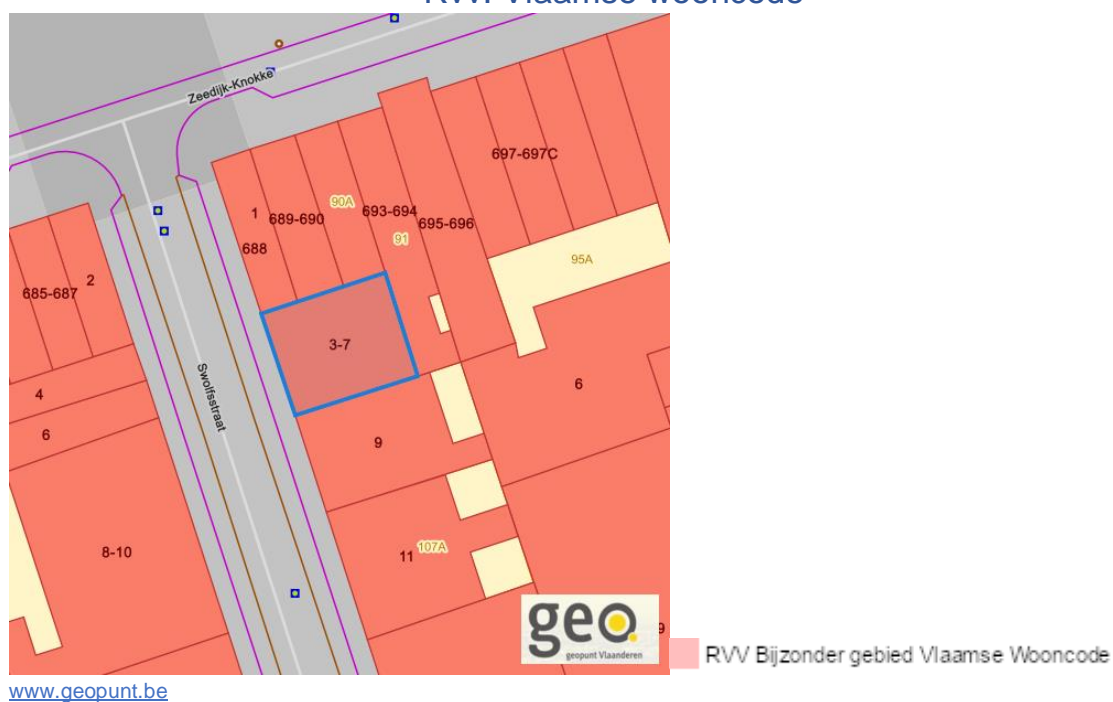 RVV: Vlaamse wooncode
Zeedijk-Knokke
697-697C
90A
1
689-690
693-694
695-696
91
688
95A
2
685-687
3-7
Swolfsstraat
4
6
6
9
8-10
11
107A
geo
geopunt Vlaanderen
9
RVV Bijzonder gebied Vlaamse Wooncode
www.geopunt.be